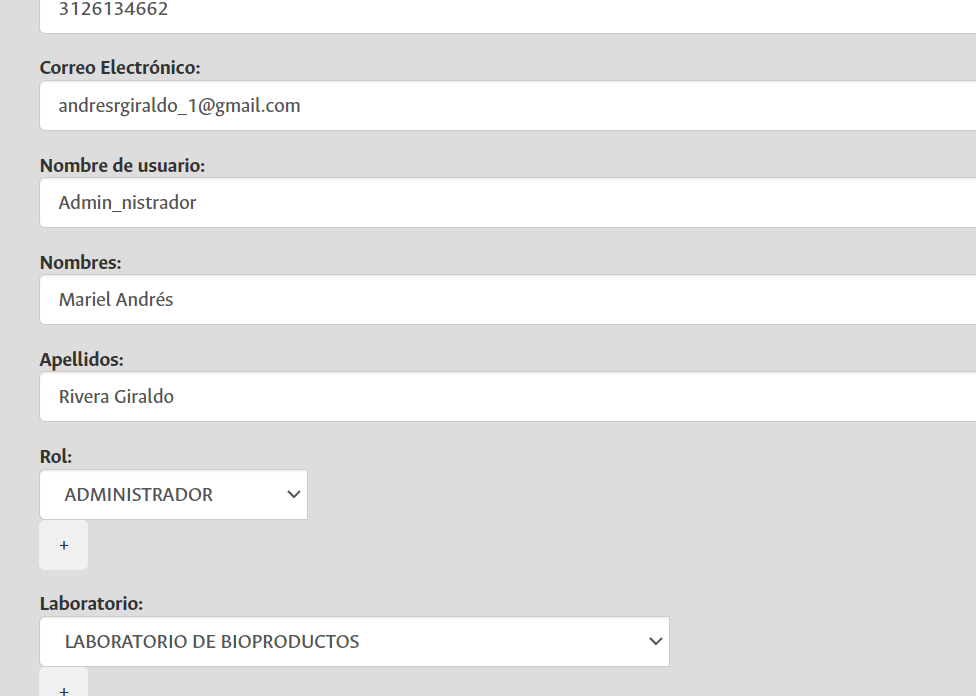 3126134662
Correo Electrónico:
andresrgiraldo_1@gmail.com
Nombre de usuario:
Admin_nistrador
Nombres:
Mariel Andrés
Apellidos:
Rivera Giraldo
Rol:
ADMINISTRADOR
+
Laboratorio:
LABORATORIO DE BIOPRODUCTOS
+